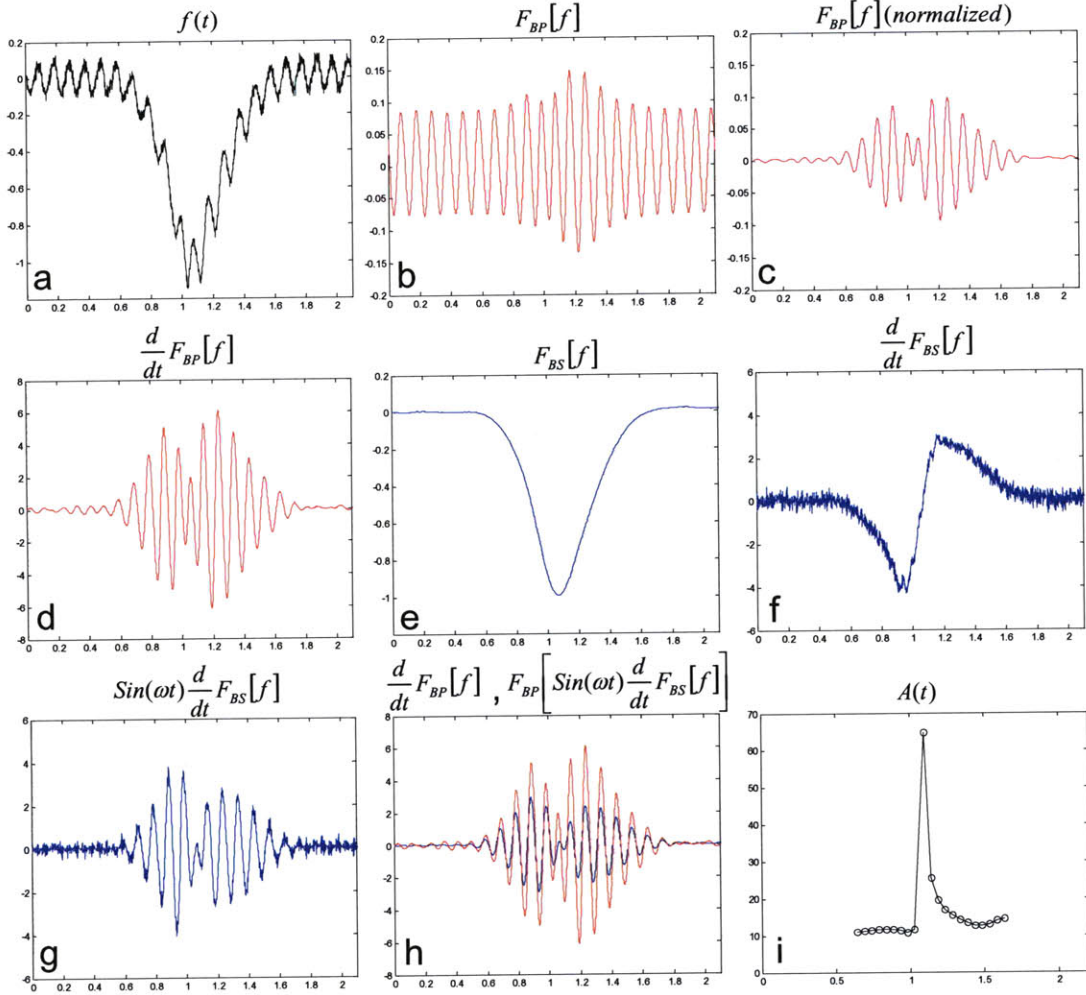 f(t)
F_BP[f]
F_BP[f](normalized)
0.2
0
-0.2
-0.4
-0.6
-0.8
-1
0 0.2 0.4 0.6 0.8 1 1.2 1.4 1.6 1.8 2
a
0.2
0.15
0.1
0.05
0
-0.05
-0.1
-0.15
-0.2
0 0.2 0.4 0.6 0.8 1 1.2 1.4 1.6 1.8 2
b
0.2
0.15
0.1
0.05
0
-0.05
-0.1
-0.15
-0.2
0 0.2 0.4 0.6 0.8 1 1.2 1.4 1.6 1.8 2
c
d/dt F_BP[f]
F_BS[f]
d/dt F_BS[f]
8
6
4
2
0
-2
-4
-6
-8
0 0.2 0.4 0.6 0.8 1 1.2 1.4 1.6 1.8 2
d
0.2
0
-0.2
-0.4
-0.6
-0.8
-1
0 0.2 0.4 0.6 0.8 1 1.2 1.4 1.6 1.8 2
e
6
4
2
0
-2
-4
-6
0 0.2 0.4 0.6 0.8 1 1.2 1.4 1.6 1.8 2
f
Sin(ωt) d/dt F_BS[f]
d/dt F_BP[f] , F_BP[Sin(ωt) d/dt F_BS[f]]
A(t)
6
4
2
0
-2
-4
-6
0 0.2 0.4 0.6 0.8 1 1.2 1.4 1.6 1.8 2
g
8
6
4
2
0
-2
-4
-6
-8
0 0.2 0.4 0.6 0.8 1 1.2 1.4 1.6 1.8 2
h
70
60
50
40
30
20
10
0
0 0.5 1 1.5 2
i